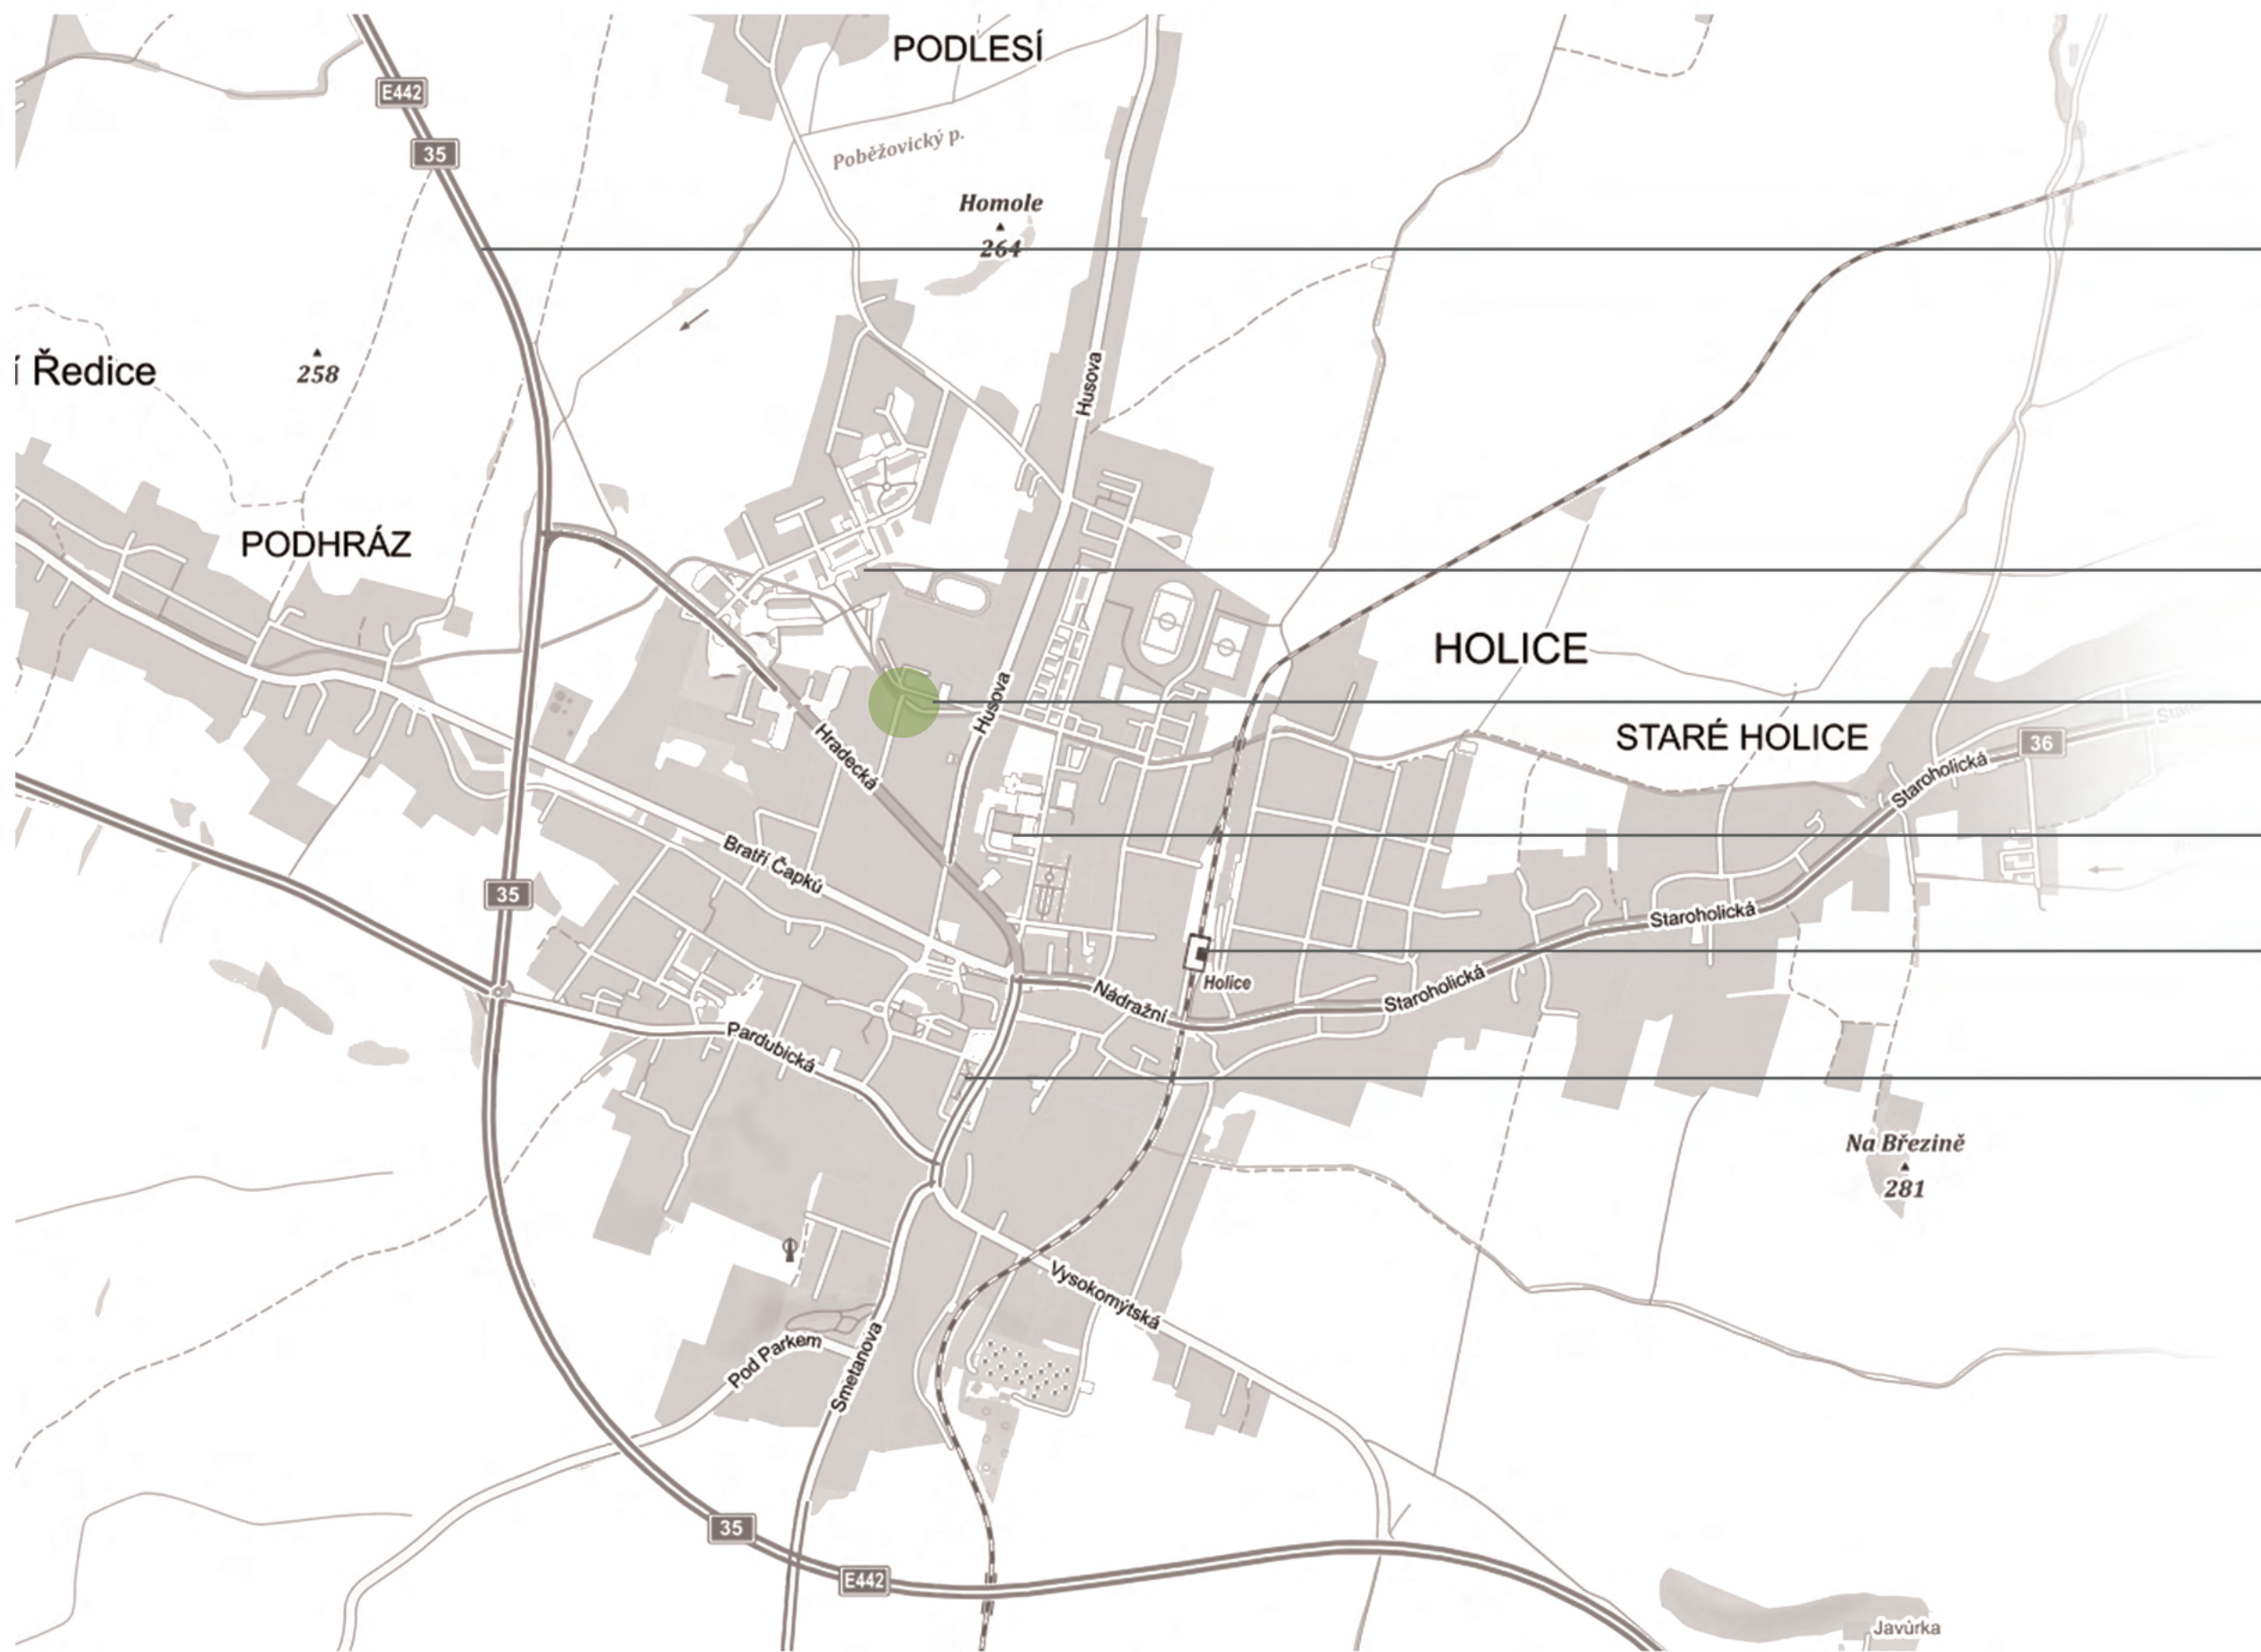 PODLESÍ
E442
35
Poběžovický p.
Homole
264
Husova
Ředice
258
PODHRÁZ
HOLICE
Husova
STARÉ HOLICE
36
Hradecká
Staroholická
Bratří Čapků
35
Staroholická
Holice
Staroholická
Nádražní
Pardubická
Na Březině
281
Vysokomýtská
Pod Parkem
Smetanova
35
E442
Javůrka